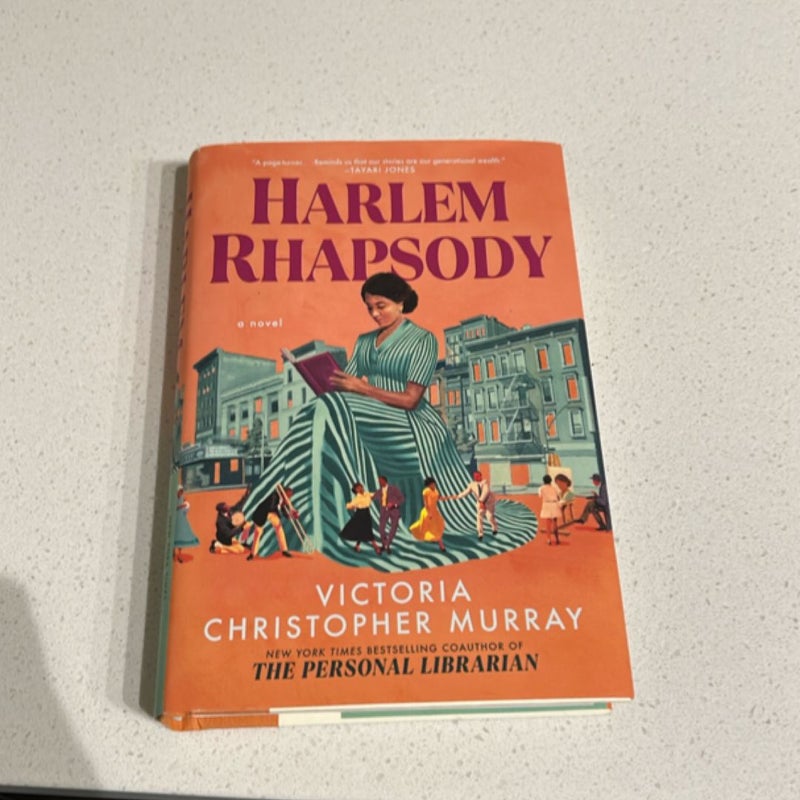 "A page-turner... Reminds us that our stories are our generational wealth."
—TAYARI JONES
HARLEM
RHAPSODY
a novel
VICTORIA
CHRISTOPHER MURRAY
NEW YORK TIMES BESTSELLING COAUTHOR OF
THE PERSONAL LIBRARIAN